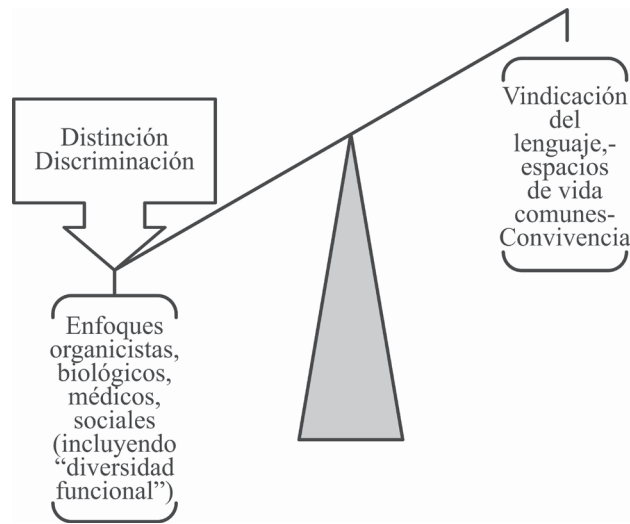 Distinción
Discriminación
Enfoques
organicistas,
biológicos,
médicos,
sociales
(incluyendo
“diversidad
funcional”)
Vindicación
del
lenguaje,-
espacios
de vida
comunes-
Convivencia